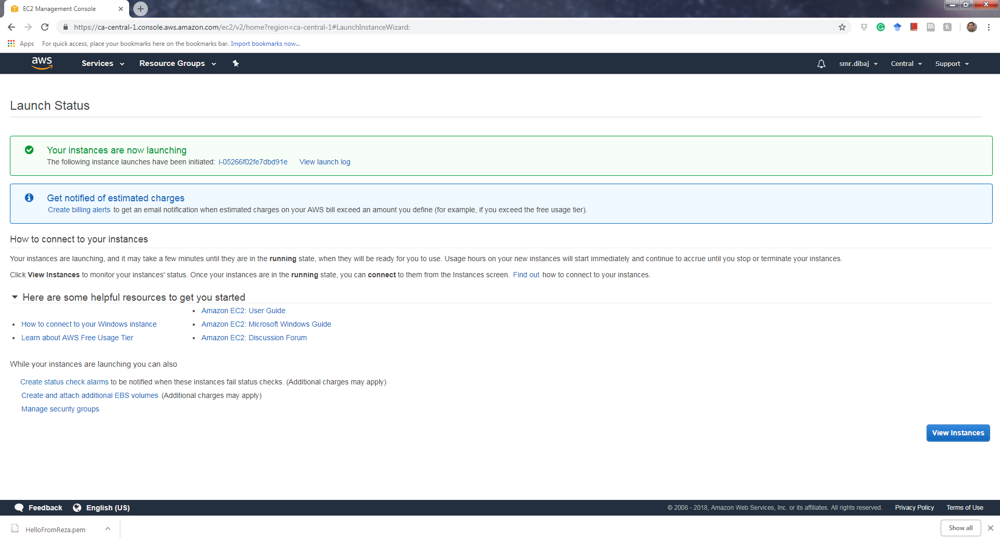 EC2 Management Console
https://ca-central-1.console.aws.amazon.com/ec2/v2/home?region=ca-central-1#LaunchInstanceWizard:
Apps For quick access, place your bookmarks here on the bookmarks bar. Import bookmarks now...
aws Services Resource Groups smr.dibaj Central Support
Launch Status
Your instances are now launching
The following instance launches have been initiated: i-05266f02fe7dbd91e View launch log
Get notified of estimated charges
Create billing alerts to get an email notification when estimated charges on your AWS bill exceed an amount you define (for example, if you exceed the free usage tier).
How to connect to your instances
Your instances are launching, and it may take a few minutes until they are in the running state, when they will be ready for you to use. Usage hours on your new instances will start immediately and continue to accrue until you stop or terminate your instances.
Click View Instances to monitor your instances' status. Once your instances are in the running state, you can connect to them from the Instances screen. Find out how to connect to your instances.
Here are some helpful resources to get you started
• Amazon EC2: User Guide
• How to connect to your Windows instance • Amazon EC2: Microsoft Windows Guide
• Learn about AWS Free Usage Tier • Amazon EC2: Discussion Forum
While your instances are launching you can also
Create status check alarms to be notified when these instances fail status checks. (Additional charges may apply)
Create and attach additional EBS volumes (Additional charges may apply)
Manage security groups
View Instances
Feedback English (US) © 2008 - 2018, Amazon Web Services, Inc. or its affiliates. All rights reserved. Privacy Policy Terms of Use
HelloFromReza.pem Show all